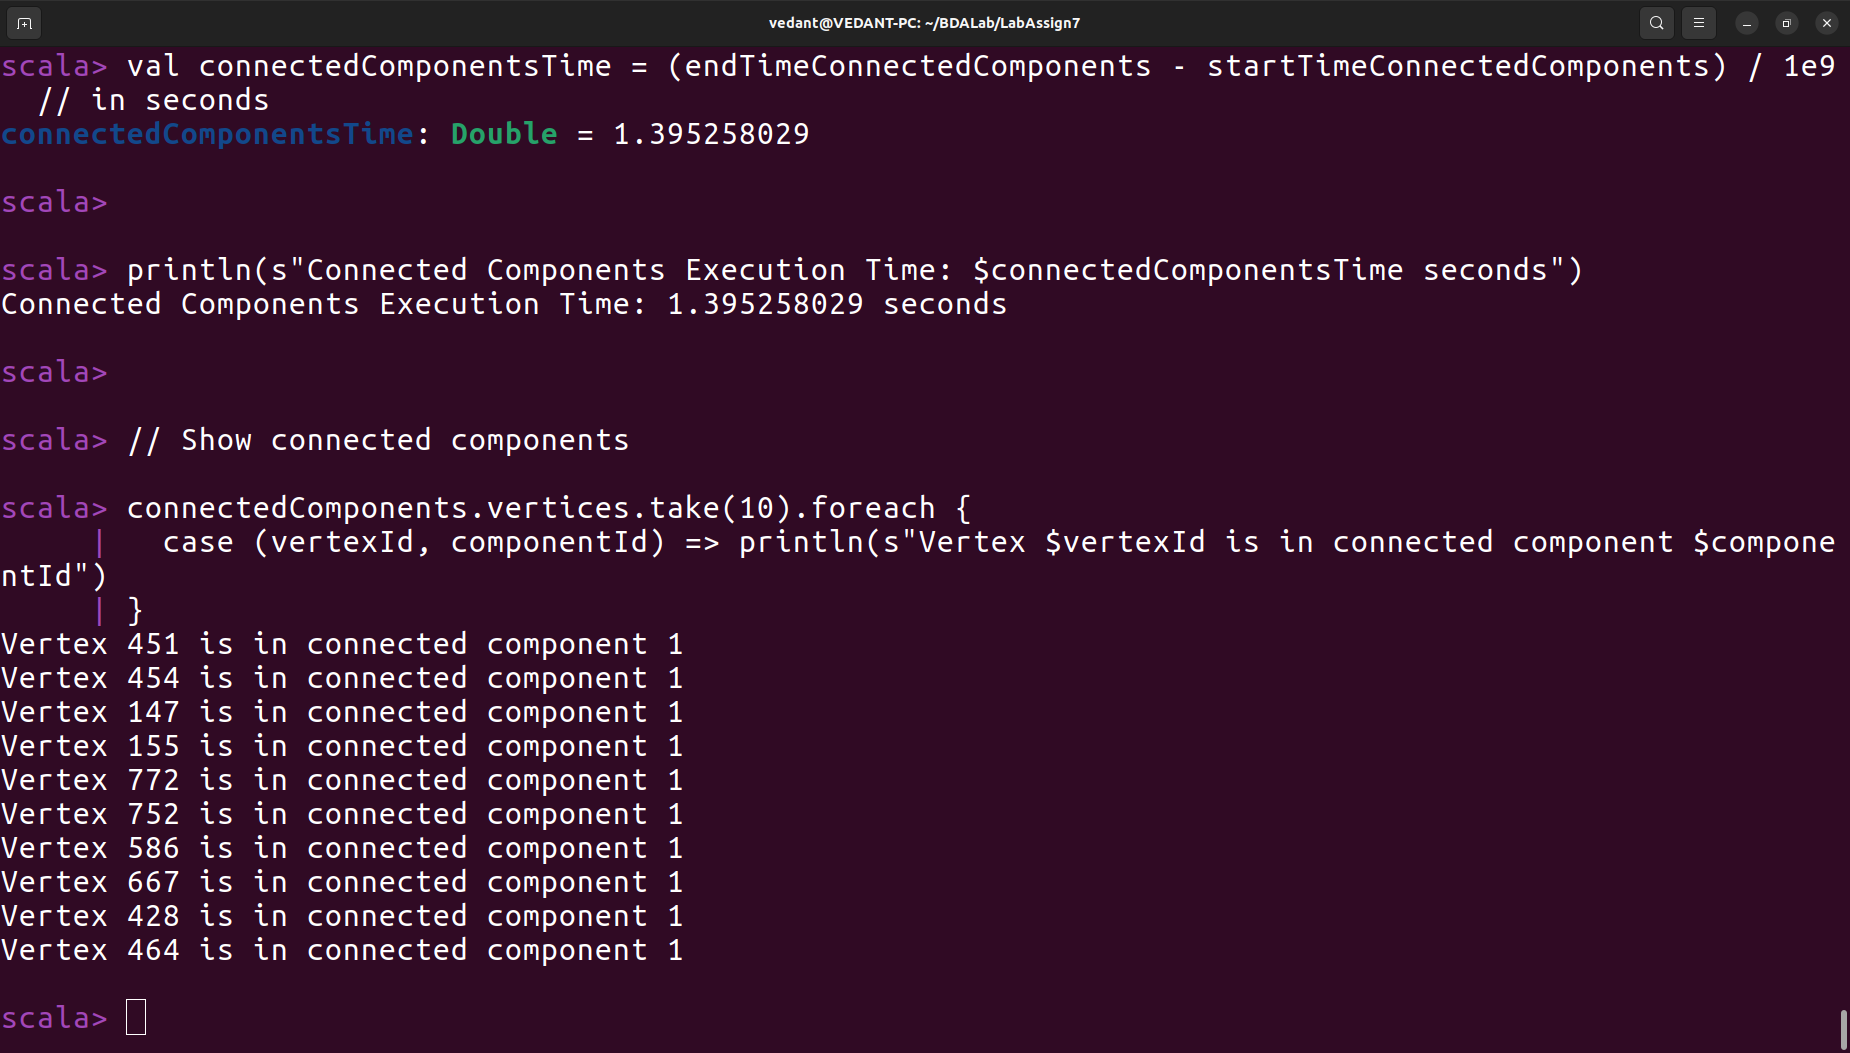 vedant@VEDANT-PC: ~/BDALab/LabAssign7
scala> val connectedComponentsTime = (endTimeConnectedComponents - startTimeConnectedComponents) / 1e9
  // in seconds
connectedComponentsTime: Double = 1.395258029
scala>
scala> println(s"Connected Components Execution Time: $connectedComponentsTime seconds")
Connected Components Execution Time: 1.395258029 seconds
scala>
scala> // Show connected components
scala> connectedComponents.vertices.take(10).foreach {
     |   case (vertexId, componentId) => println(s"Vertex $vertexId is in connected component $compone
ntId")
     | }
Vertex 451 is in connected component 1
Vertex 454 is in connected component 1
Vertex 147 is in connected component 1
Vertex 155 is in connected component 1
Vertex 772 is in connected component 1
Vertex 752 is in connected component 1
Vertex 586 is in connected component 1
Vertex 667 is in connected component 1
Vertex 428 is in connected component 1
Vertex 464 is in connected component 1
scala>